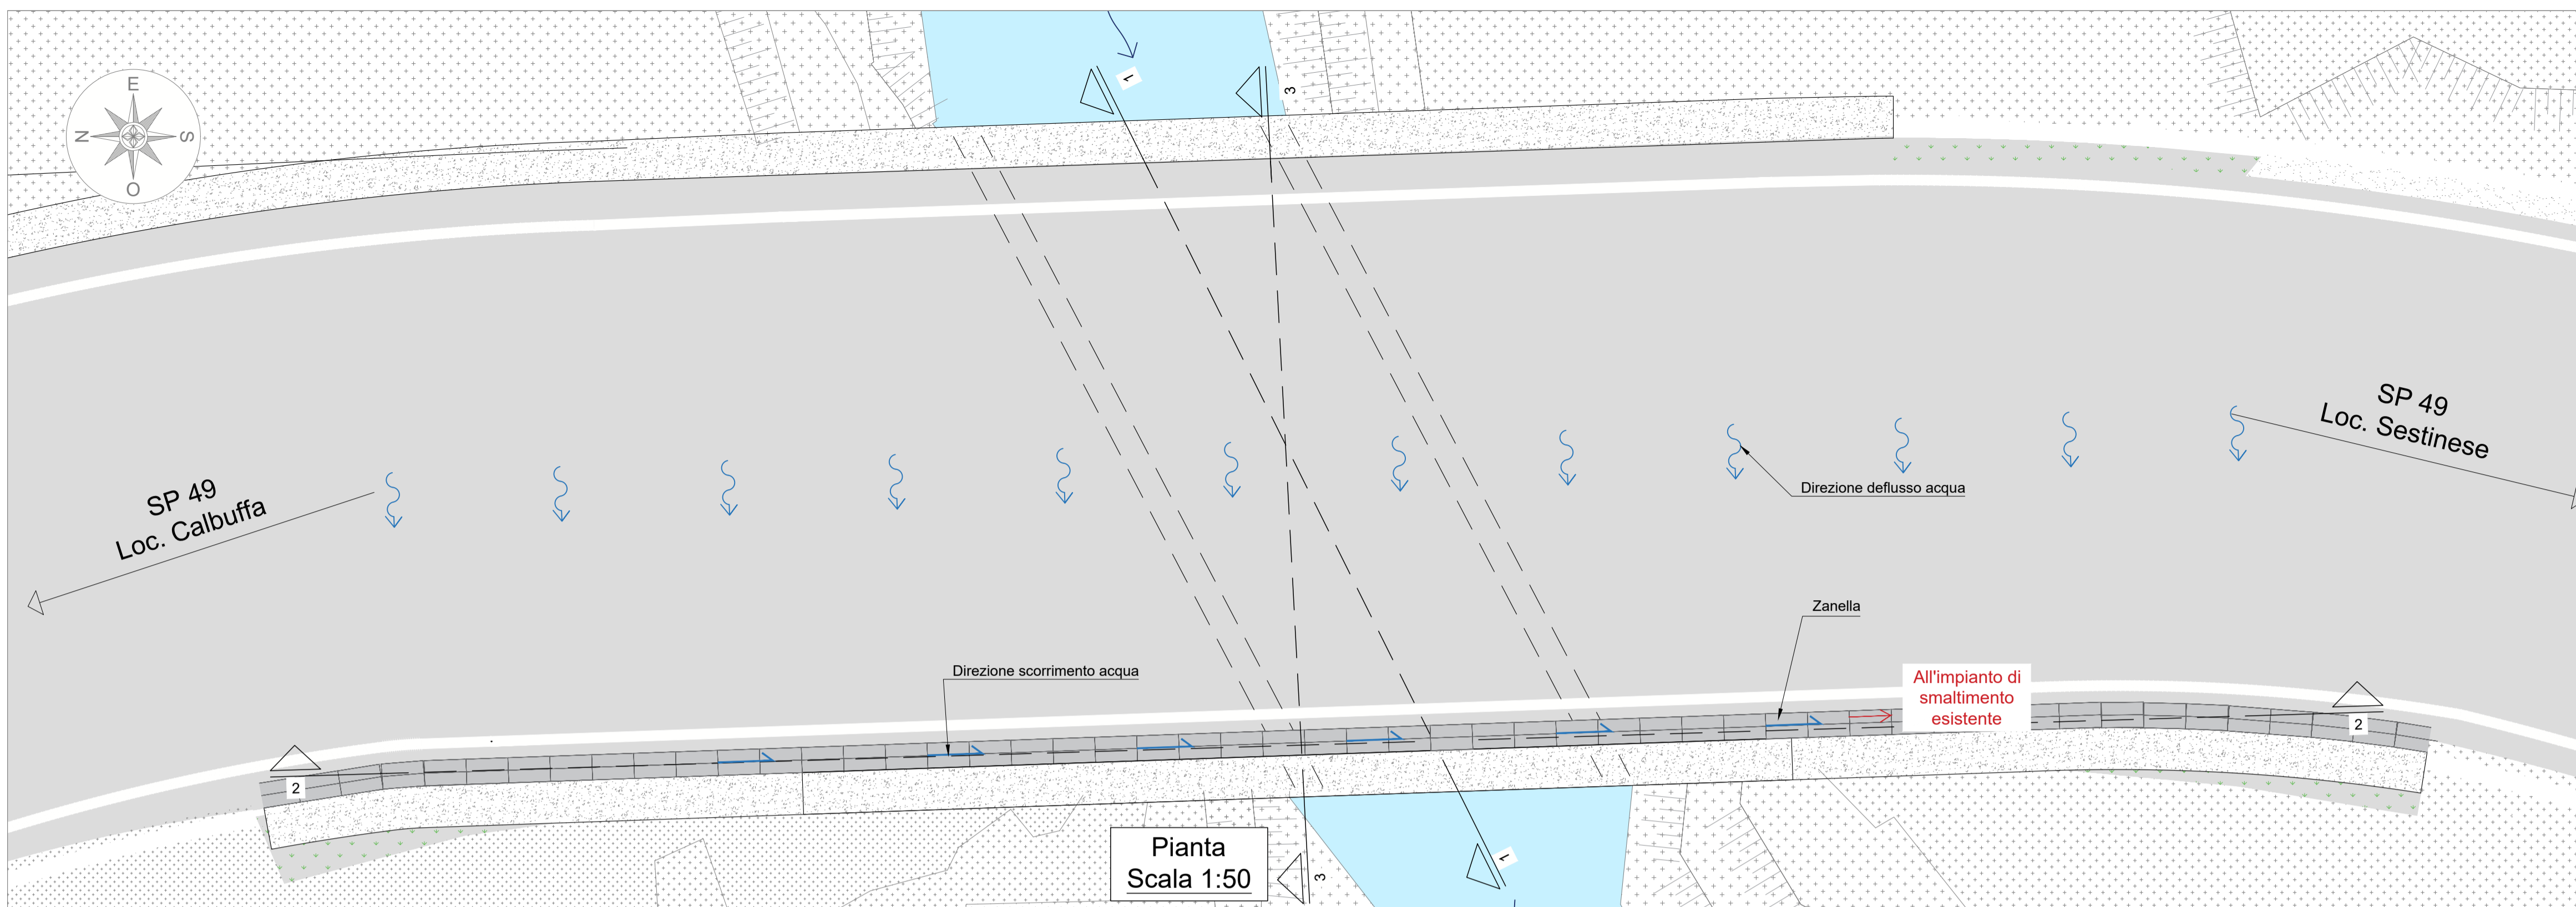 E
N
S
O
1
3
SP 49
Loc. Sestinese
SP 49
Loc. Calbuffa
Direzione deflusso acqua
Zanella
Direzione scorrimento acqua
All'impianto di
smaltimento
esistente
2
2
Pianta
Scala 1:50
3
1